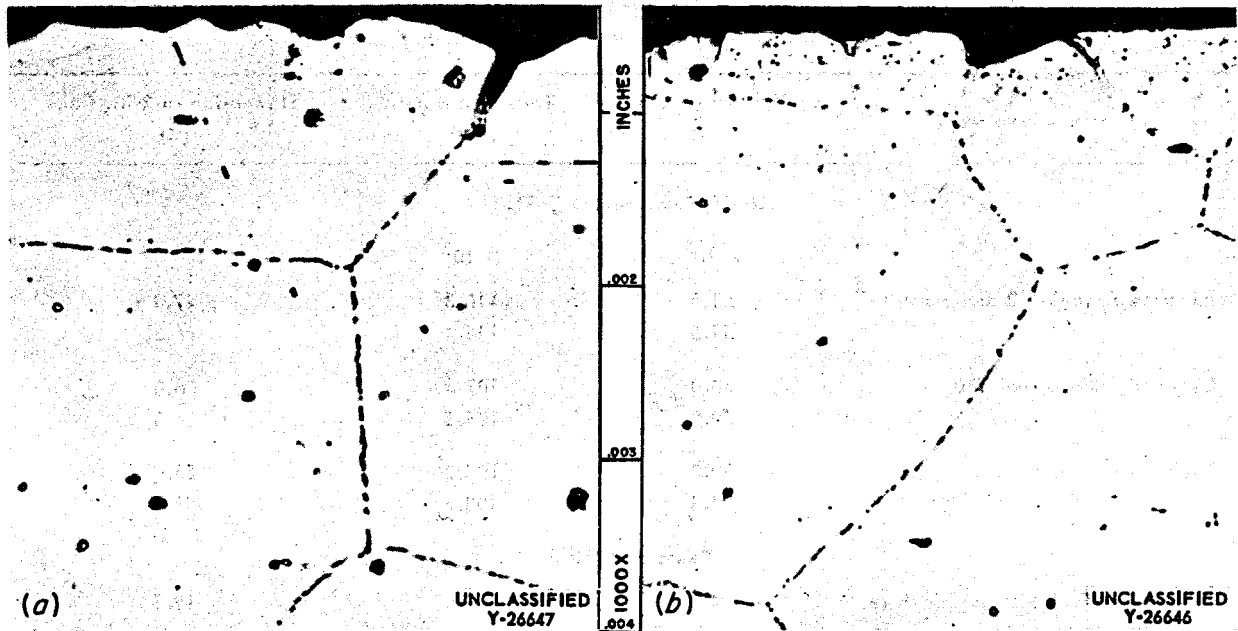 (a)
UNCLASSIFIED
Y-26647
INCHES
.002
.003
1000X
.004
(b)
UNCLASSIFIED
Y-26646